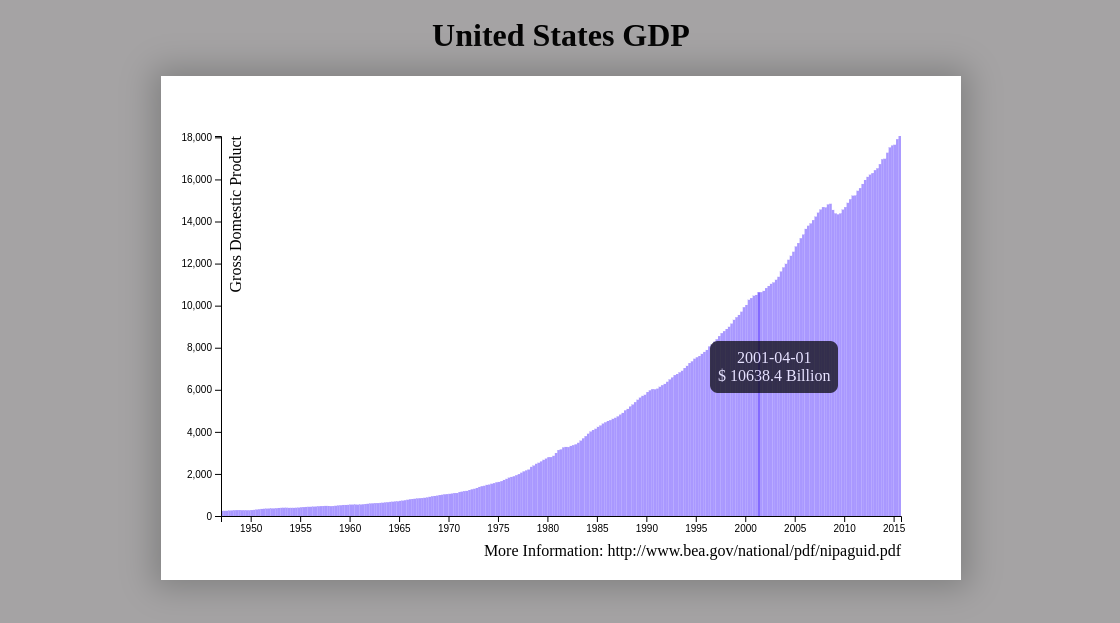 United States GDP
Gross Domestic Product
18,000
16,000
14,000
12,000
10,000
8,000
6,000
4,000
2,000
0
2001-04-01
$ 10638.4 Billion
1950 1955 1960 1965 1970 1975 1980 1985 1990 1995 2000 2005 2010 2015
More Information: http://www.bea.gov/national/pdf/nipaguid.pdf